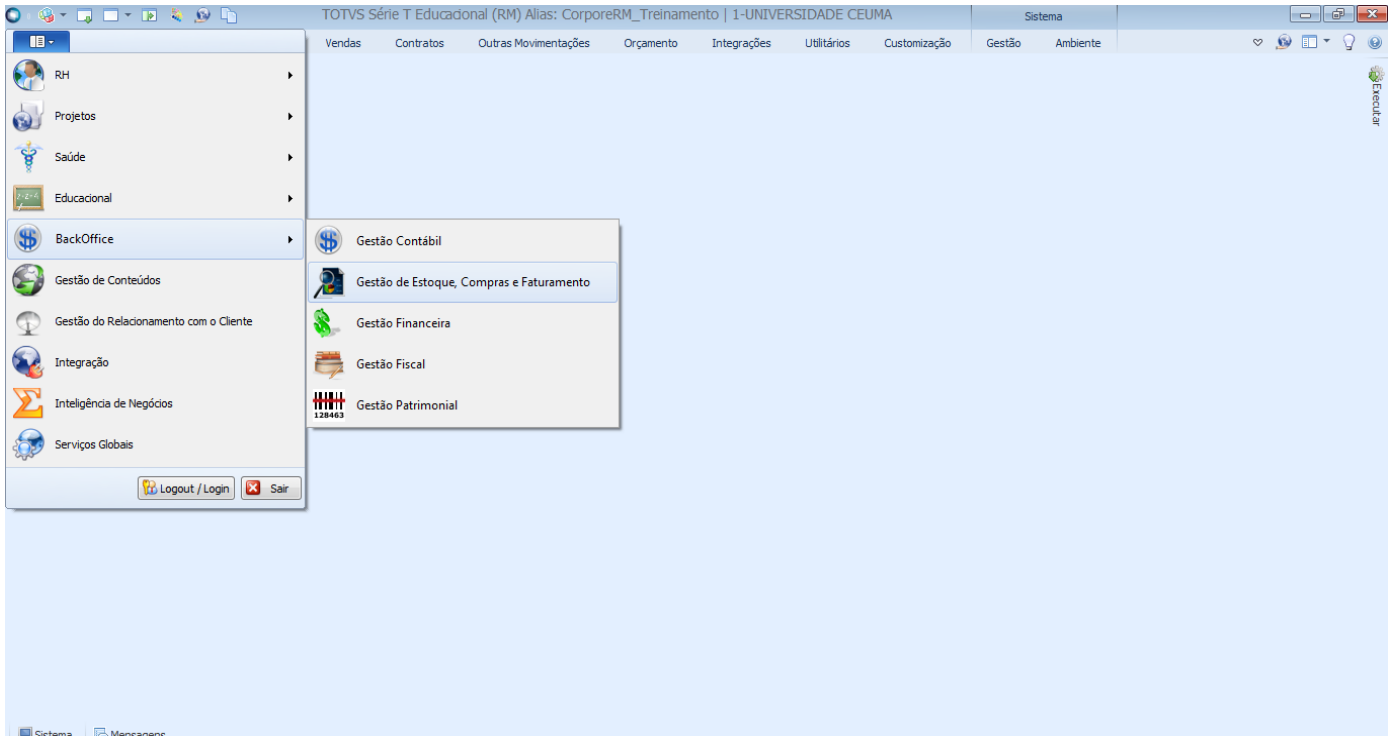 TOTVS Série T Educacional (RM) Alias: CorporeRM_Treinamento | 1-UNIVERSIDADE CEUMA
Sistema
Vendas Contratos Outras Movimentações Orçamento Integrações Utilitários Customização Gestão Ambiente
Executar
RH
Projetos
Saúde
Educacional
BackOffice
Gestão de Conteúdos
Gestão do Relacionamento com o Cliente
Integração
Inteligência de Negócios
Serviços Globais
Logout / Login Sair
Gestão Contábil
Gestão de Estoque, Compras e Faturamento
Gestão Financeira
Gestão Fiscal
128463
Gestão Patrimonial
Sistema Mensagens